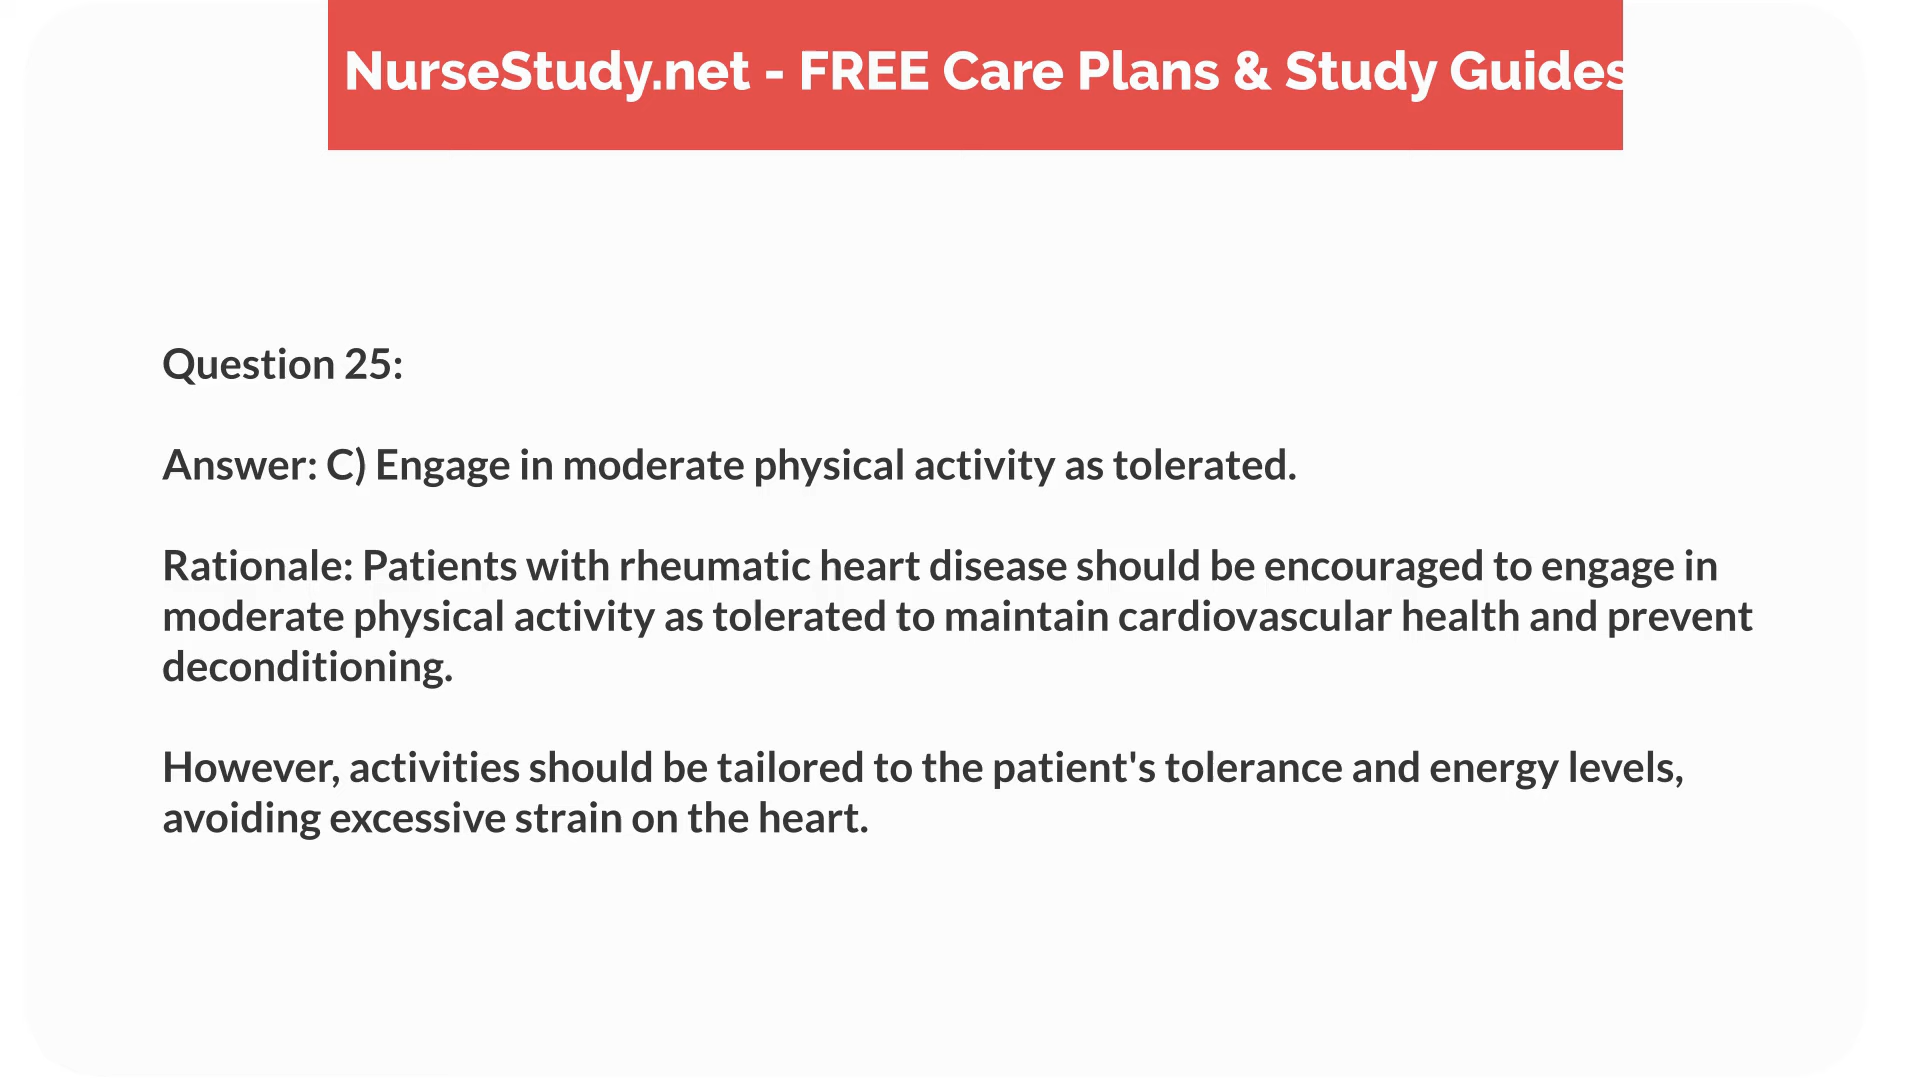 NurseStudy.net - FREE Care Plans & Study Guides
Question 25:
Answer: C) Engage in moderate physical activity as tolerated.
Rationale: Patients with rheumatic heart disease should be encouraged to engage in
moderate physical activity as tolerated to maintain cardiovascular health and prevent
deconditioning.
However, activities should be tailored to the patient's tolerance and energy levels,
avoiding excessive strain on the heart.